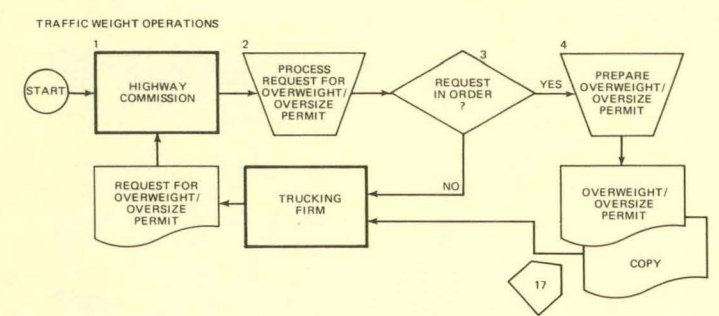 TRAFFIC WEIGHT OPERATIONS
1
2
3
4
START
HIGHWAY
COMMISSION
PROCESS
REQUEST FOR
OVERWEIGHT/
OVERSIZE
PERMIT
REQUEST
IN ORDER
?
YES
PREPARE
OVERWEIGHT/
OVERSIZE
PERMIT
NO
REQUEST FOR
OVERWEIGHT/
OVERSIZE
PERMIT
TRUCKING
FIRM
OVERWEIGHT/
OVERSIZE
PERMIT
COPY
17